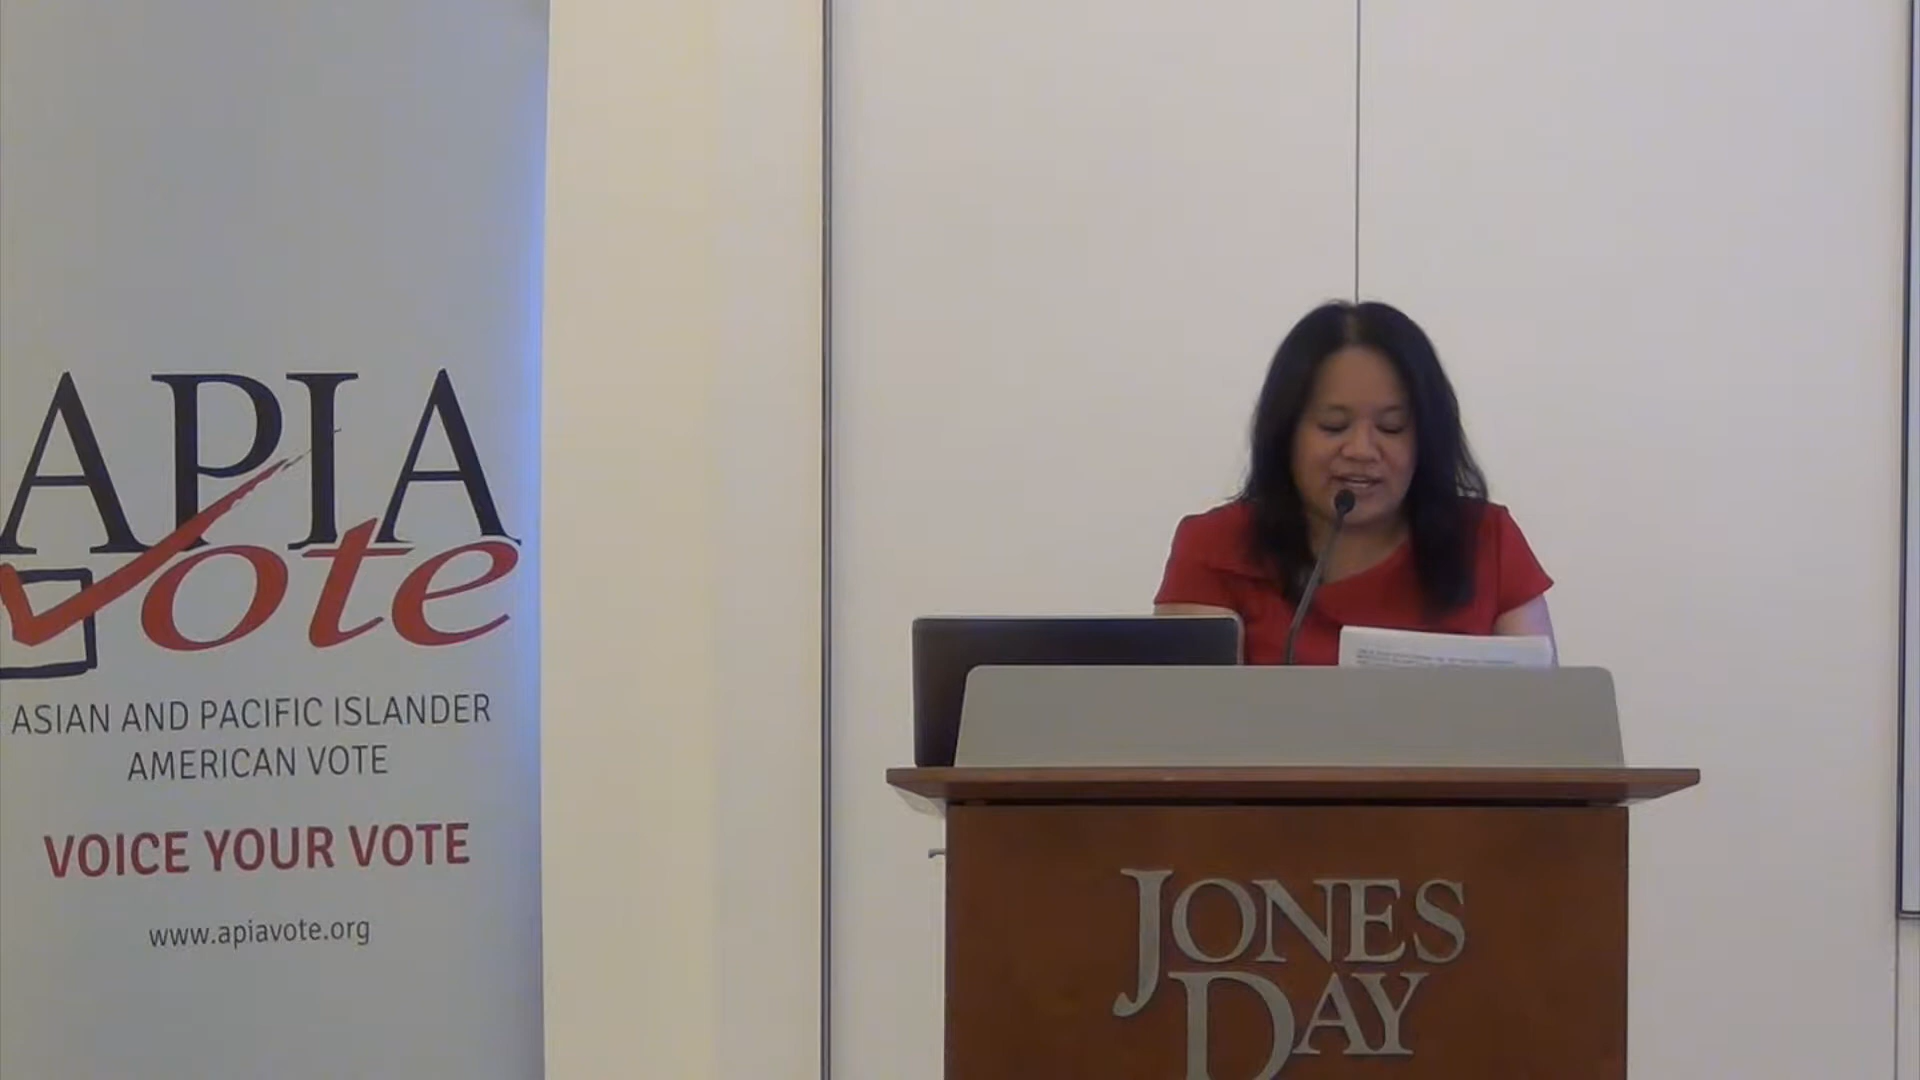 APIA
Vote
ASIAN AND PACIFIC ISLANDER
AMERICAN VOTE
VOICE YOUR VOTE
www.apiavote.org
JONES
DAY